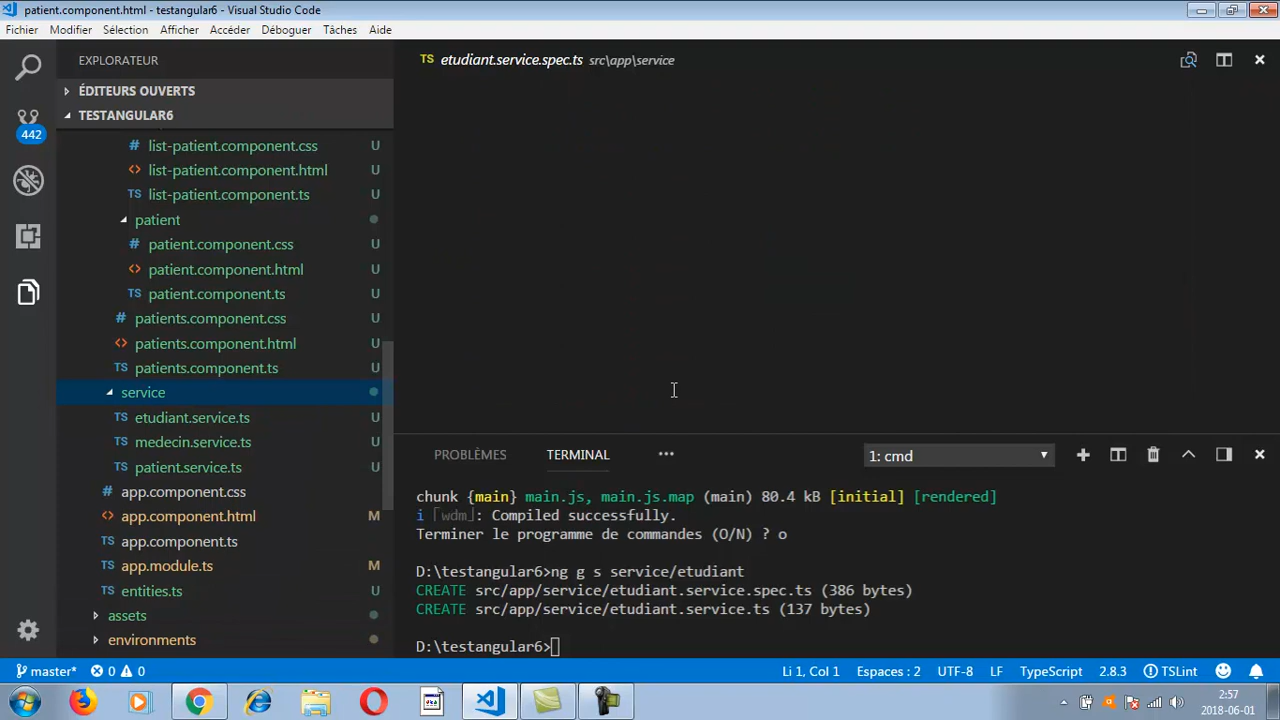 patient.component.html - testangular6 - Visual Studio Code
Fichier Modifier Sélection Afficher Accéder Déboguer Tâches Aide
EXPLORATEUR
ÉDITEURS OUVERTS
TESTANGULAR6
442
list-patient.component.css U
list-patient.component.html U
list-patient.component.ts U
patient
patient.component.css U
patient.component.html U
patient.component.ts U
patients.component.css U
patients.component.html U
patients.component.ts U
service
etudiant.service.ts U
medecin.service.ts U
patient.service.ts U
app.component.css
app.component.html M
app.component.ts
app.module.ts M
entities.ts U
assets
environments
TS etudiant.service.spec.ts src\app\service
PROBLÈMES TERMINAL ••• 1: cmd
chunk {main} main.js, main.js.map (main) 80.4 kB [initial] [rendered]
i ｢wdm｣: Compiled successfully.
Terminer le programme de commandes (O/N) ? o
D:\testangular6>ng g s service/etudiant
CREATE src/app/service/etudiant.service.spec.ts (386 bytes)
CREATE src/app/service/etudiant.service.ts (137 bytes)
D:\testangular6>
master* 0 0 Li 1, Col 1 Espaces : 2 UTF-8 LF TypeScript 2.8.3 TSLint
2:57
2018-06-01